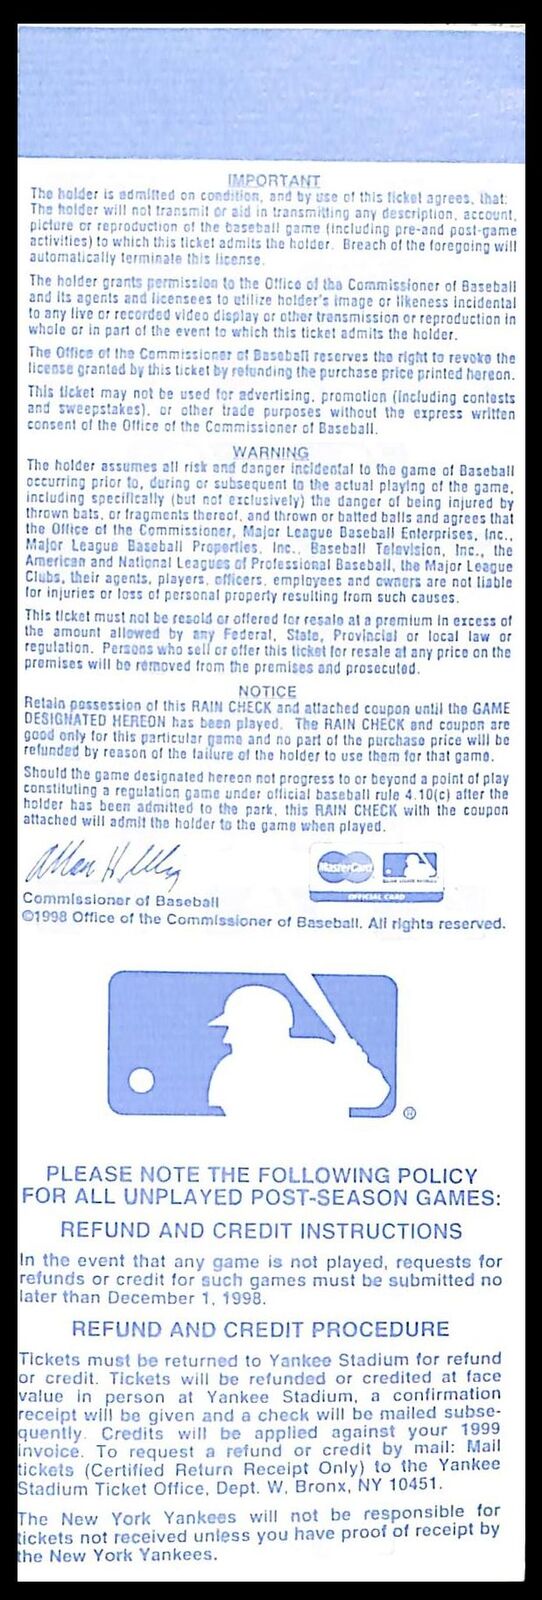 IMPORTANT
The holder is admitted on condition, and by use of this ticket agrees, that:
The holder will not transmit or aid in transmitting any description, account,
picture or reproduction of the baseball game (including pre-and post-game
activities) to which this ticket admits the holder. Breach of the foregoing will
automatically terminate this license.
The holder grants permission to the Office of the Commissioner of Baseball
and its agents and licensees to utilize holder's image or likeness incidental
to any live or recorded video display or other transmission or reproduction in
whole or in part of the event to which this ticket admits the holder.
The Office of the Commissioner of Baseball reserves the right to revoke the
license granted by this ticket by refunding the purchase price printed hereon.
This ticket may not be used for advertising, promotion (including contests
and sweepstakes), or other trade purposes without the express written
consent of the Office of the Commissioner of Baseball.
WARNING
The holder assumes all risk and danger incidental to the game of Baseball
occurring prior to, during or subsequent to the actual playing of the game,
including specifically (but not exclusively) the danger of being injured by
thrown bats, or fragments thereof, and thrown or batted balls and agrees that
the Office of the Commissioner, Major League Baseball Enterprises, Inc.,
Major League Baseball Properties, Inc., Baseball Television, Inc., the
American and National Leagues of Professional Baseball, the Major League
Clubs, their agents, players, officers, employees and owners are not liable
for injuries or loss of personal property resulting from such causes.
This ticket must not be resold or offered for resale at a premium in excess of
the amount allowed by any Federal, State, Provincial or local law or
regulation. Persons who sell or offer this ticket for resale at any price on the
premises will be removed from the premises and prosecuted.
NOTICE
Retain possession of this RAIN CHECK and attached coupon until the GAME
DESIGNATED HEREON has been played. The RAIN CHECK and coupon are
good only for this particular game and no part of the purchase price will be
refunded by reason of the failure of the holder to use them for that game.
Should the game designated hereon not progress to or beyond a point of play
constituting a regulation game under official baseball rule 4.10(c) after the
holder has been admitted to the park, this RAIN CHECK with the coupon
attached will admit the holder to the game when played.
MasterCard
MAJOR LEAGUE BASEBALL
OFFICIAL CARD
Commissioner of Baseball
©1998 Office of the Commissioner of Baseball. All rights reserved.
®
PLEASE NOTE THE FOLLOWING POLICY
FOR ALL UNPLAYED POST-SEASON GAMES:
REFUND AND CREDIT INSTRUCTIONS
In the event that any game is not played, requests for
refunds or credit for such games must be submitted no
later than December 1, 1998.
REFUND AND CREDIT PROCEDURE
Tickets must be returned to Yankee Stadium for refund
or credit. Tickets will be refunded or credited at face
value in person at Yankee Stadium, a confirmation
receipt will be given and a check will be mailed subse-
quently. Credits will be applied against your 1999
invoice. To request a refund or credit by mail: Mail
tickets (Certified Return Receipt Only) to the Yankee
Stadium Ticket Office, Dept. W, Bronx, NY 10451.
The New York Yankees will not be responsible for
tickets not received unless you have proof of receipt by
the New York Yankees.